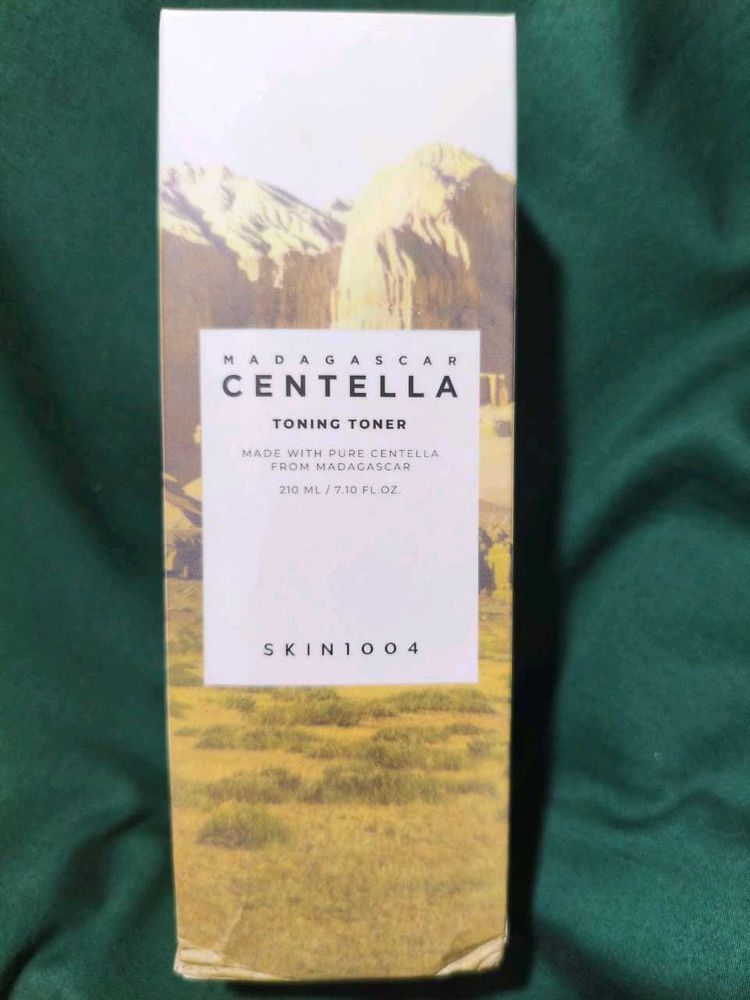 MADAGASCAR
CENTELLA
TONING TONER
MADE WITH PURE CENTELLA
FROM MADAGASCAR
210 ML / 7.10 FL.OZ.
SKIN1004